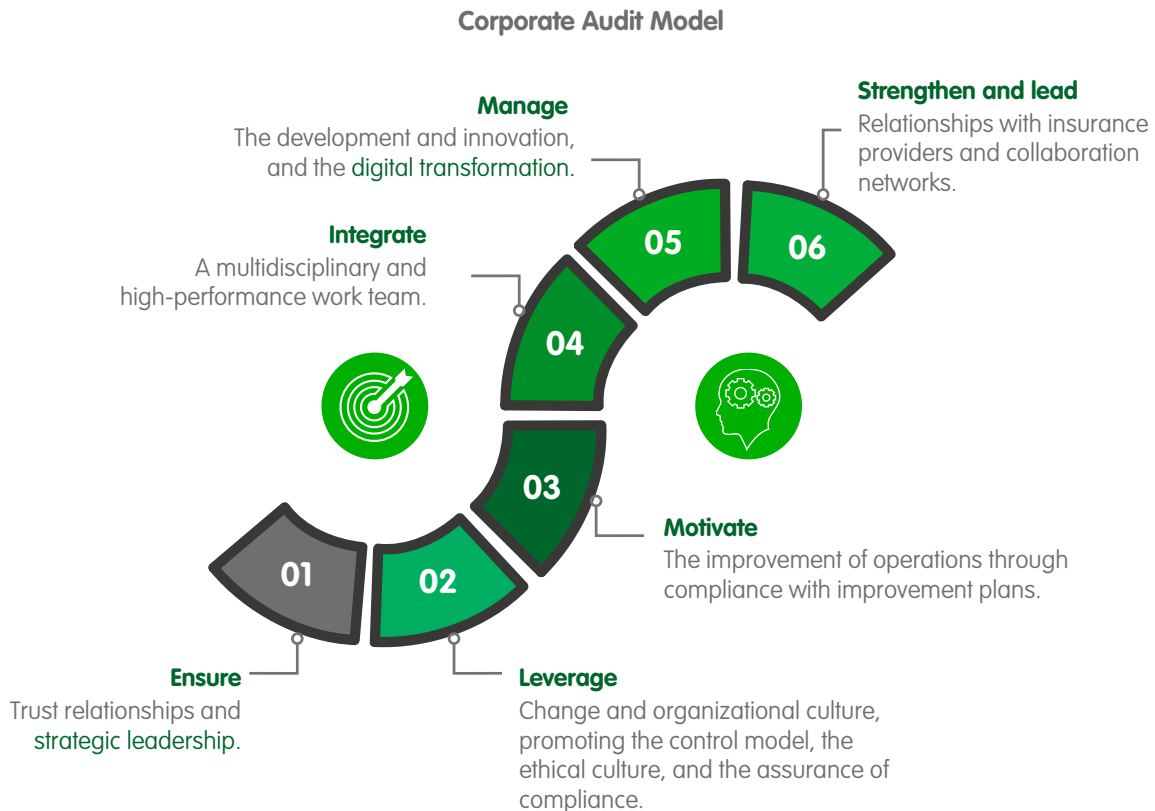 Corporate Audit Model
01
Ensure
Trust relationships and
strategic leadership.
02
Leverage
Change and organizational culture,
promoting the control model, the
ethical culture, and the assurance of
compliance.
03
Motivate
The improvement of operations through
compliance with improvement plans.
04
Integrate
A multidisciplinary and
high-performance work team.
05
Manage
The development and innovation,
and the digital transformation.
06
Strengthen and lead
Relationships with insurance
providers and collaboration
networks.